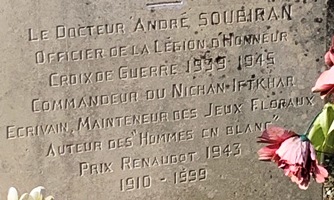 Le Docteur André SOUBIRAN
Officier de la Légion d'Honneur
Croix de Guerre 1939 1945
Commandeur du Nichan-Iftkhar
Ecrivain, Mainteneur des Jeux Floraux
Auteur des "Hommes en blanc"
Prix Renaudot 1943
1910 - 1999